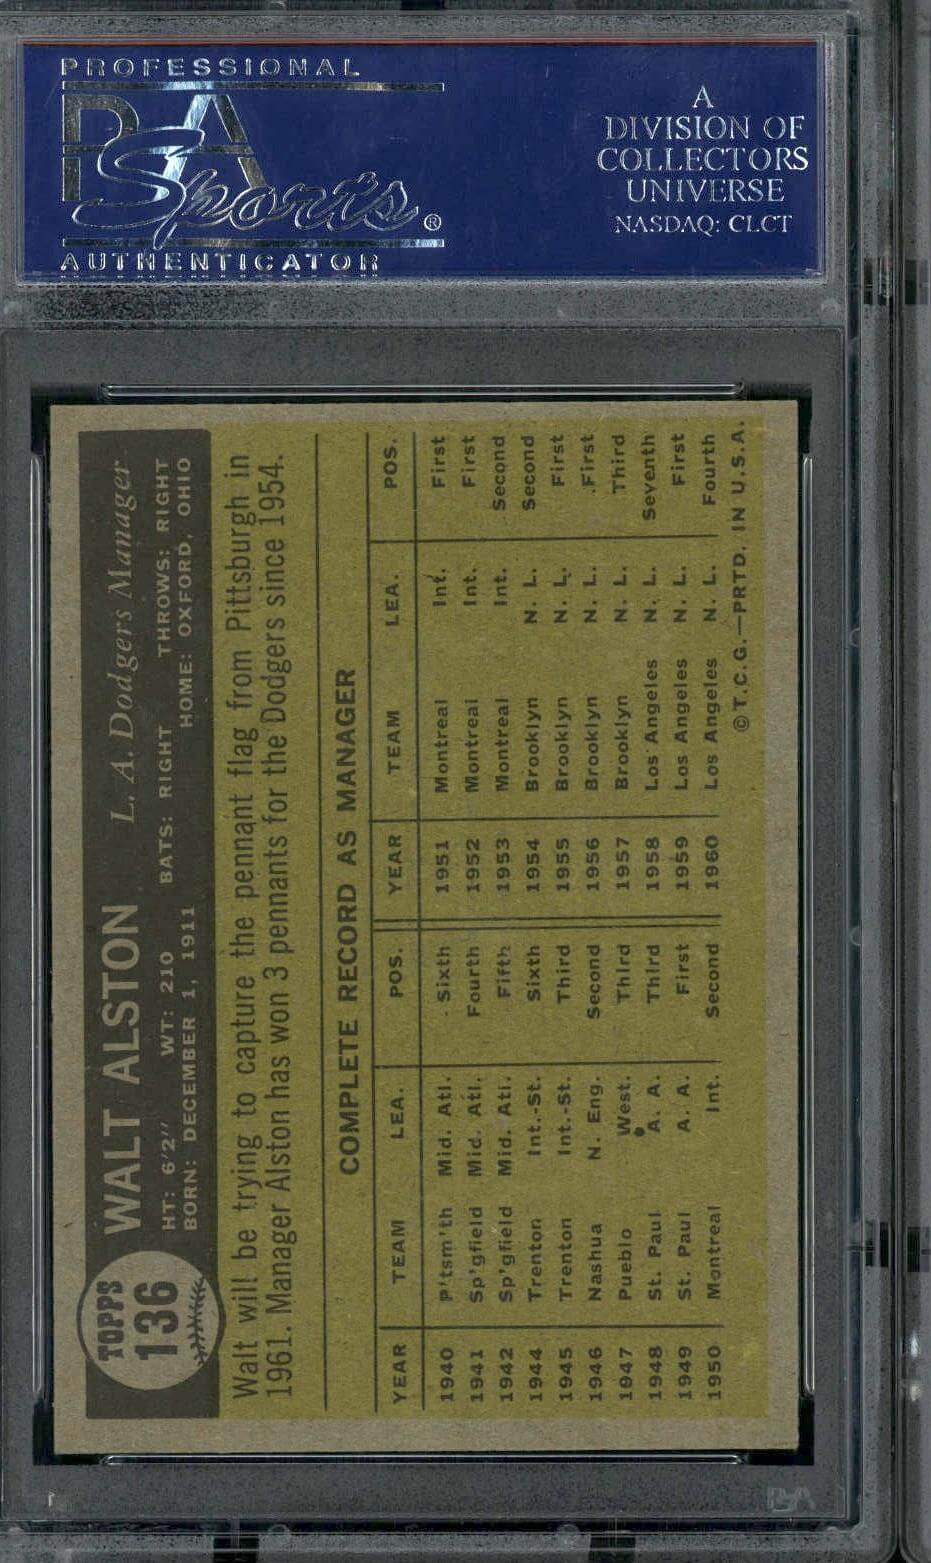 PROFESSIONAL
PSA
Sports®
AUTHENTICATOR
A
DIVISION OF
COLLECTORS
UNIVERSE
NASDAQ: CLCT
TOPPS
136
WALT ALSTON L. A. Dodgers Manager
HT: 6'2" WT: 210 BATS: RIGHT THROWS: RIGHT
BORN: DECEMBER 1, 1911 HOME: OXFORD, OHIO
Walt will be trying to capture the pennant flag from Pittsburgh in
1961. Manager Alston has won 3 pennants for the Dodgers since 1954.
COMPLETE RECORD AS MANAGER
YEAR TEAM LEA. POS. YEAR TEAM LEA. POS.
1940 P'tsm'th Mid. Atl. Sixth 1951 Montreal Int. First
1941 Sp'gfield Mid. Atl. Fourth 1952 Montreal Int. First
1942 Sp'gfield Mid. Atl. Fifth 1953 Montreal Int. Second
1944 Trenton Int.-St. Sixth 1954 Brooklyn N. L. Second
1945 Trenton Int.-St. Third 1955 Brooklyn N. L. First
1946 Nashua N. Eng. Second 1956 Brooklyn N. L. First
1947 Pueblo West. Third 1957 Brooklyn N. L. Third
1948 St. Paul A. A. Third 1958 Los Angeles N. L. Seventh
1949 St. Paul A. A. First 1959 Los Angeles N. L. First
1950 Montreal Int. Second 1960 Los Angeles N. L. Fourth
© T.C.G.—PRTD. IN U.S.A.
PSA